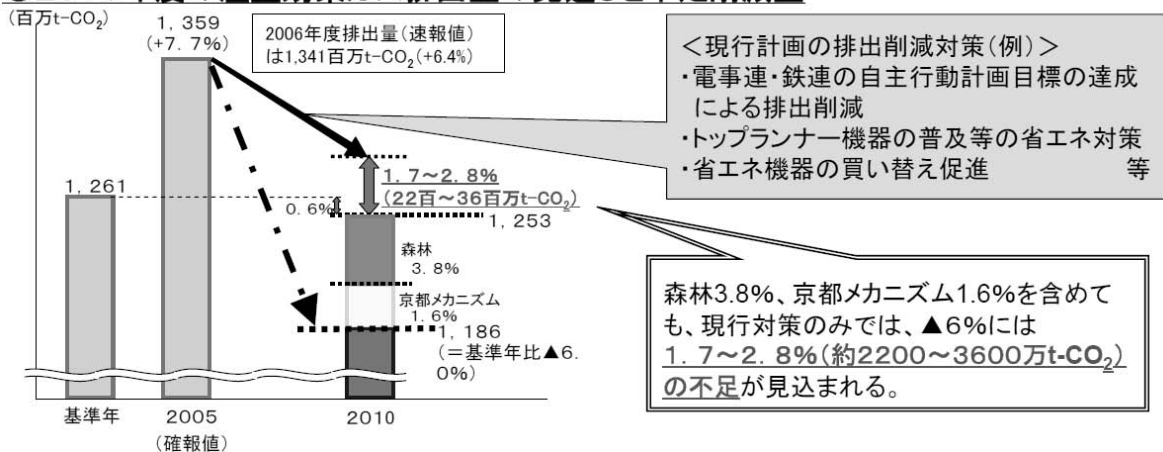 (百万t-CO2)
1,359
(+7.7%)
2006年度排出量(速報値)
は1,341百万t-CO2(+6.4%)
<現行計画の排出削減対策(例)>
・電事連・鉄連の自主行動計画目標の達成
による排出削減
・トップランナー機器の普及等の省エネ対策
・省エネ機器の買い替え促進 等
1,261
0.6%
1.7~2.8%
(22百~36百万t-CO2)
1,253
森林
3.8%
京都メカニズム
1.6%
1,186
(=基準年比▲6.
0%)
森林3.8%、京都メカニズム1.6%を含めて
も、現行対策のみでは、▲6%には
1.7~2.8%(約2200~3600万t-CO2)
の不足が見込まれる。
基準年
2005
(確報値)
2010